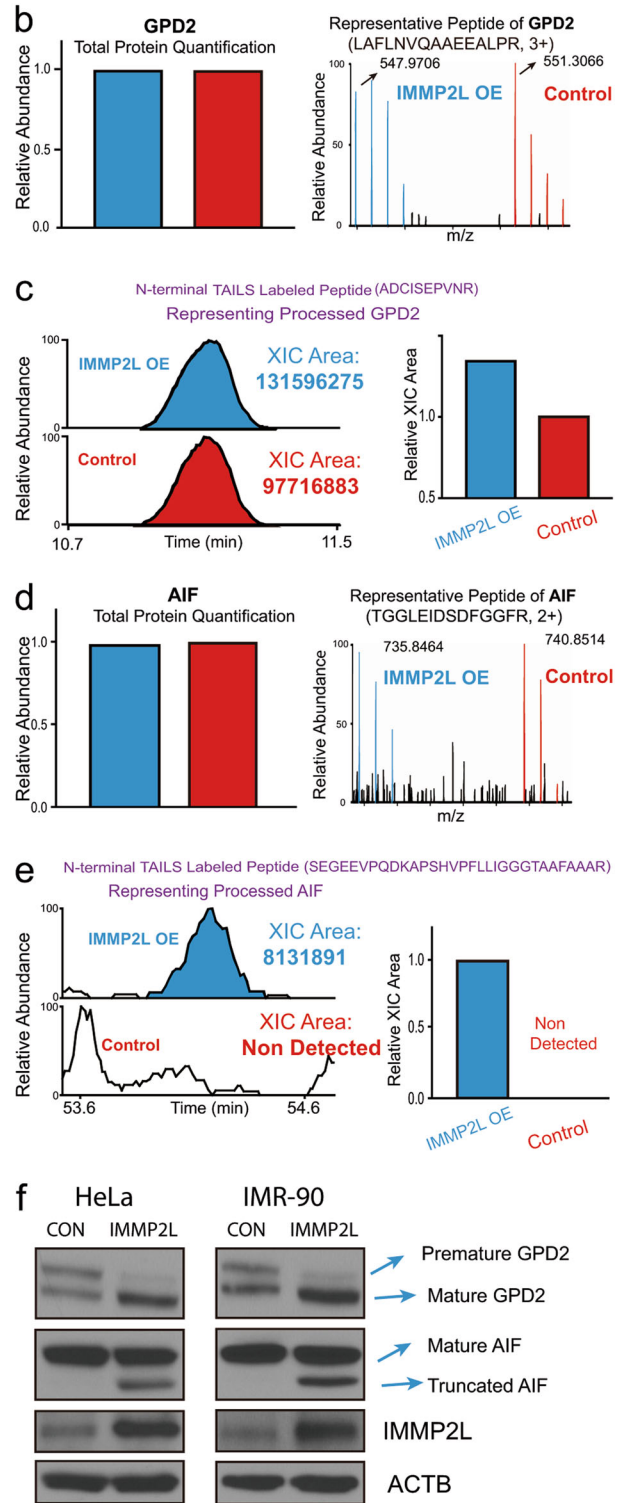 b
GPD2
Total Protein Quantification
Relative Abundance
1.0
0.5
0.0
Representative Peptide of GPD2
(LAFLNVQAAEEALPR, 3+)
547.9706
551.3066
IMMP2L OE
Control
Relative Abundance
100
50
0
m/z
c
N-terminal TAILS Labeled Peptide (ADCISEPVNR)
Representing Processed GPD2
Relative Abundance
100
IMMP2L OE
XIC Area:
131596275
0
Relative Abundance
100
Control
XIC Area:
97716883
0
10.7
Time (min)
11.5
Relative XIC Area
1.0
0.5
IMMP2L OE
Control
d
AIF
Total Protein Quantification
Relative Abundance
1.0
0.5
0.0
Representative Peptide of AIF
(TGGLEIDSDFGGFR, 2+)
735.8464
740.8514
IMMP2L OE
Control
Relative Abundance
100
50
0
m/z
e
N-terminal TAILS Labeled Peptide (SEGEEVPQDKAPSHVPFLLIGGGTAAFAAAR)
Representing Processed AIF
Relative Abundance
100
IMMP2L OE
XIC Area:
8131891
0
Relative Abundance
100
Control
XIC Area:
Non Detected
0
53.6
Time (min)
54.6
Relative XIC Area
1.0
0.5
0.0
Non
Detected
IMMP2L OE
Control
f
HeLa
IMR-90
CON
IMMP2L
CON
IMMP2L
Premature GPD2
Mature GPD2
Mature AIF
Truncated AIF
IMMP2L
ACTB